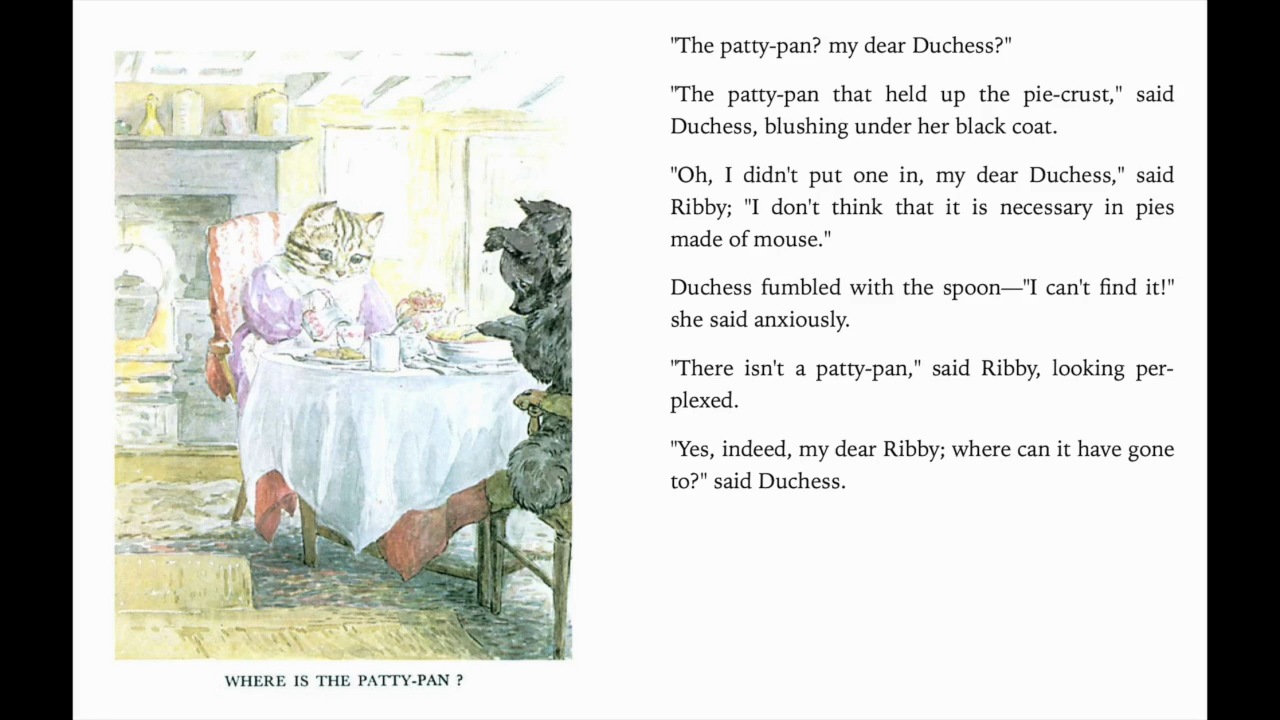 "The patty-pan? my dear Duchess?"
"The patty-pan that held up the pie-crust," said
Duchess, blushing under her black coat.
"Oh, I didn't put one in, my dear Duchess," said
Ribby; "I don't think that it is necessary in pies
made of mouse."
Duchess fumbled with the spoon—"I can't find it!"
she said anxiously.
"There isn't a patty-pan," said Ribby, looking per-
plexed.
"Yes, indeed, my dear Ribby; where can it have gone
to?" said Duchess.
WHERE IS THE PATTY-PAN ?